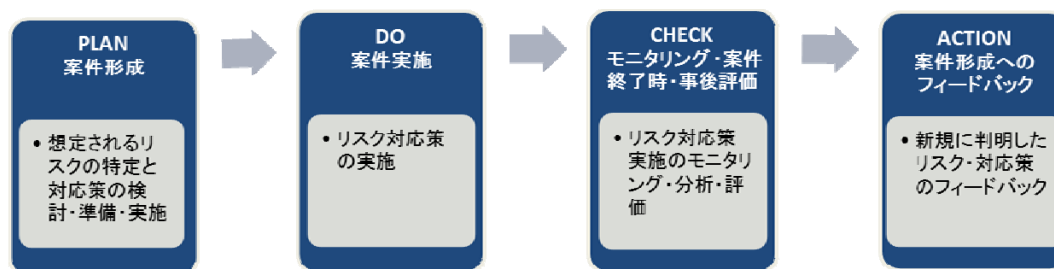 PLAN
案件形成
• 想定されるリ
スクの特定と
対応策の検
討・準備・実施
DO
案件実施
• リスク対応策
の実施
CHECK
モニタリング・案件
終了時・事後評価
• リスク対応策
実施のモニタリ
ング・分析・評
価
ACTION
案件形成への
フィードバック
• 新規に判明した
リスク・対応策
のフィードバック